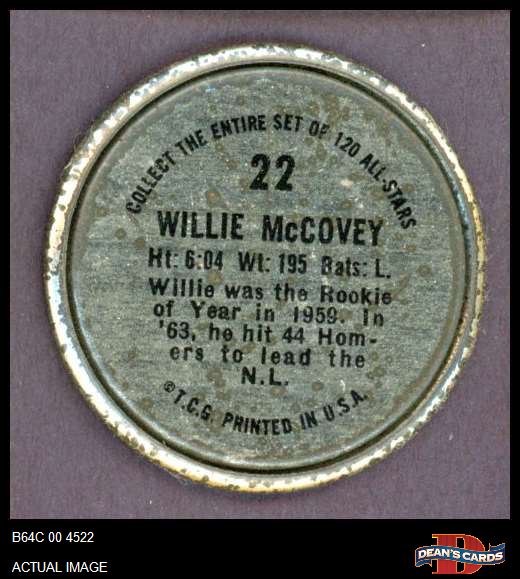 COLLECT THE ENTIRE SET OF 120 ALL-STARS
22
WILLIE McCOVEY
Ht: 6:04 Wt: 195 Bats: L.
Willie was the Rookie
of Year in 1959. In
'63, he hit 44 Hom-
ers to lead the
N.L.
©T.C.G. PRINTED IN U.S.A.
B64C 00 4522
ACTUAL IMAGE
D
DEAN'S CARDS